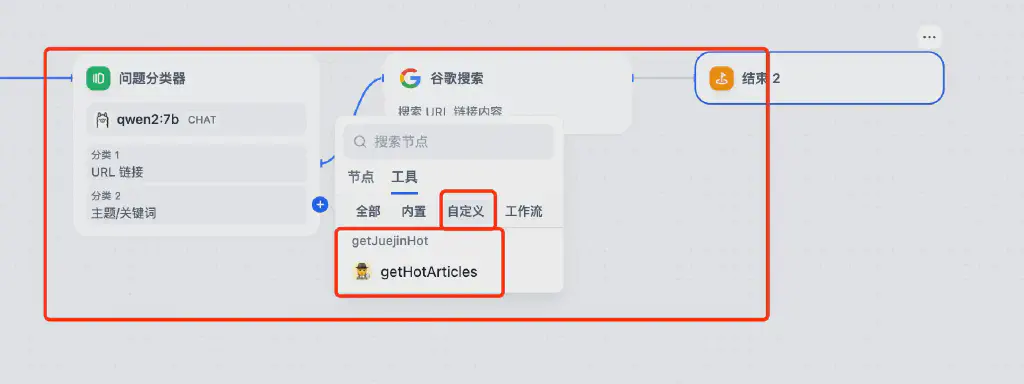 问题分类器
qwen2:7b CHAT
分类 1
URL 链接
分类 2
主题/关键词
谷歌搜索
搜索 URL 链接内容
结束 2
搜索节点
节点 工具
全部 内置 自定义 工作流
getJuejinHot
getHotArticles